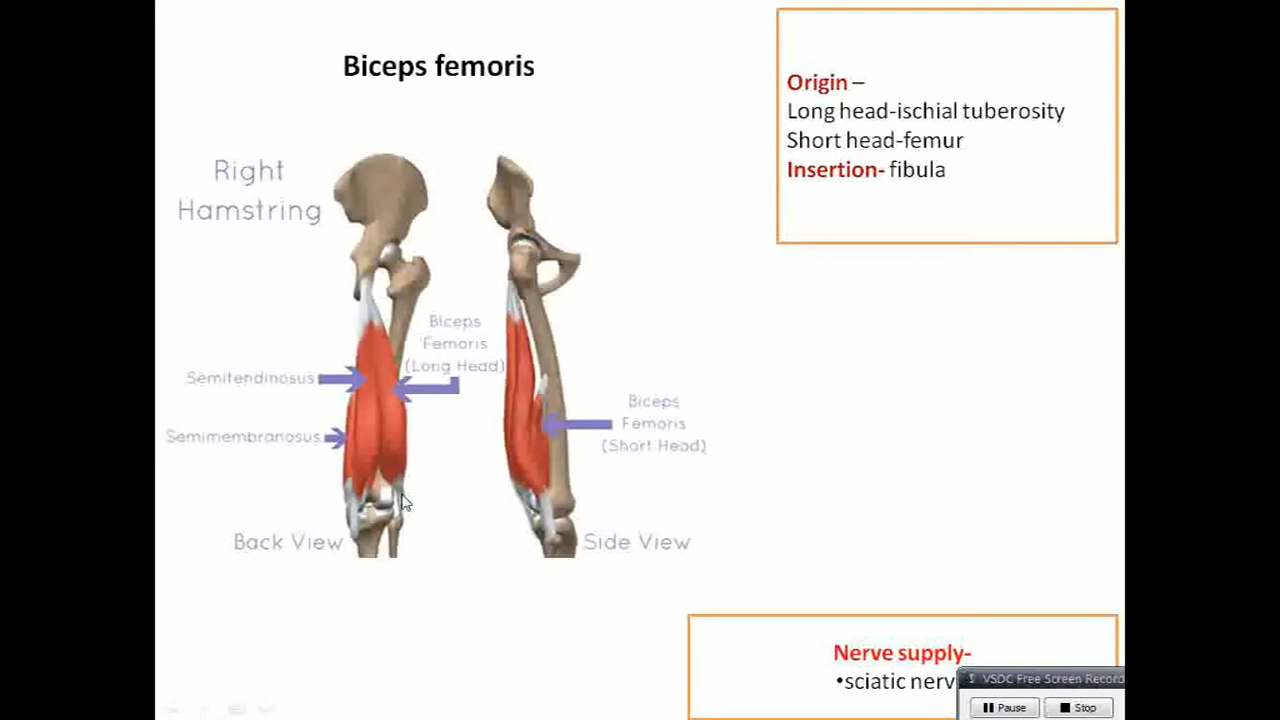 Biceps femoris
Origin –
Long head-ischial tuberosity
Short head-femur
Insertion- fibula
Right
Hamstring
Biceps
Femoris
(Long Head)
Semitendinosus
Biceps
Femoris
(Short Head)
Semimembranosus
Back View
Side View
Nerve supply-
•sciatic nerv
VSDC Free Screen Record
Pause
Stop